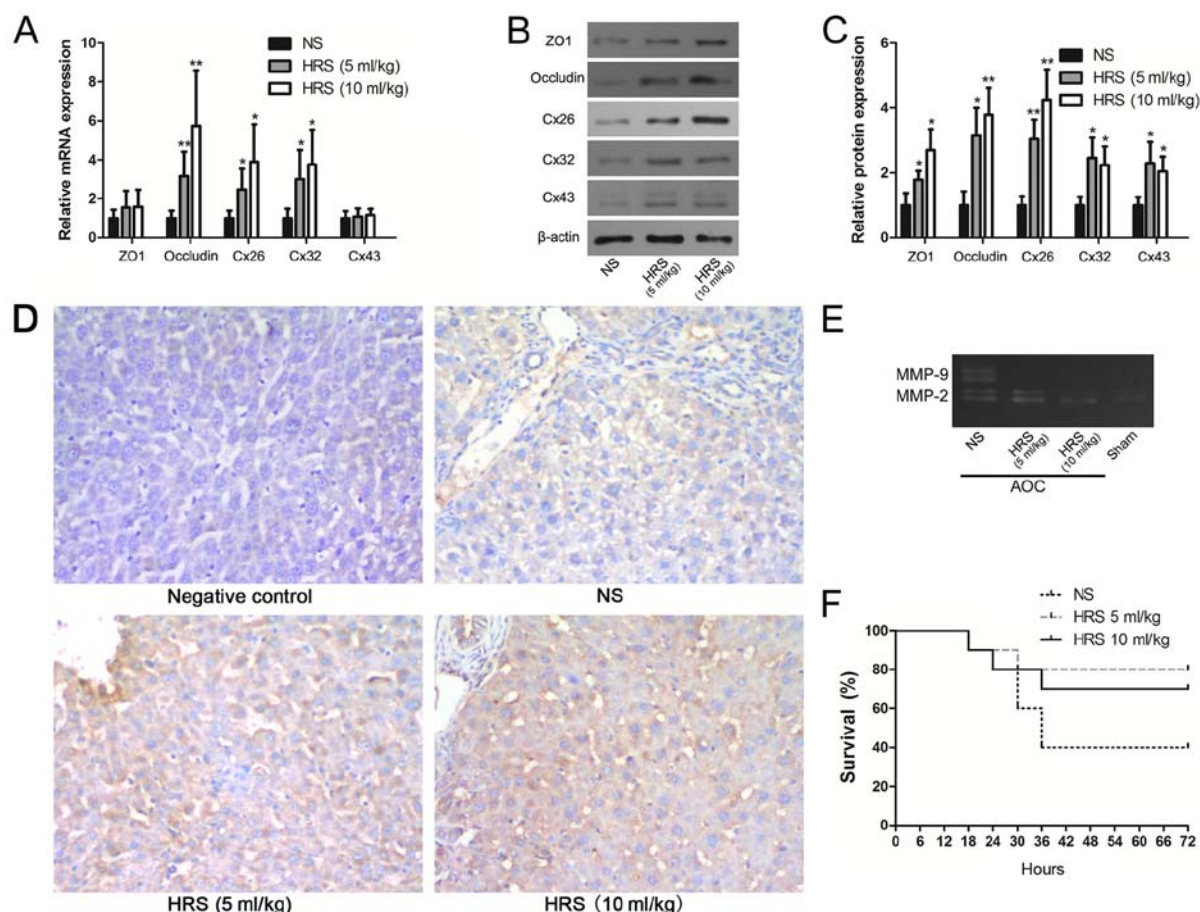 A
NS
HRS (5 ml/kg)
HRS (10 ml/kg)
Relative mRNA expression
10
8
6
4
2
0
**
**
*
*
*
*
ZO1 Occludin Cx26 Cx32 Cx43
B
ZO1
Occludin
Cx26
Cx32
Cx43
β-actin
NS HRS HRS
(5 ml/kg) (10 ml/kg)
C
NS
HRS (5 ml/kg)
HRS (10 ml/kg)
Relative protein expression
6
4
2
0
*
*
*
**
**
**
*
*
*
*
ZO1 Occludin Cx26 Cx32 Cx43
D
Negative control
NS
HRS (5 ml/kg)
HRS (10 ml/kg)
E
MMP-9
MMP-2
NS HRS HRS Sham
(5 ml/kg) (10 ml/kg)
AOC
F
NS
HRS 5 ml/kg
HRS 10 ml/kg
Survival (%)
100
80
60
40
20
0
0 6 12 18 24 30 36 42 48 54 60 66 72
Hours